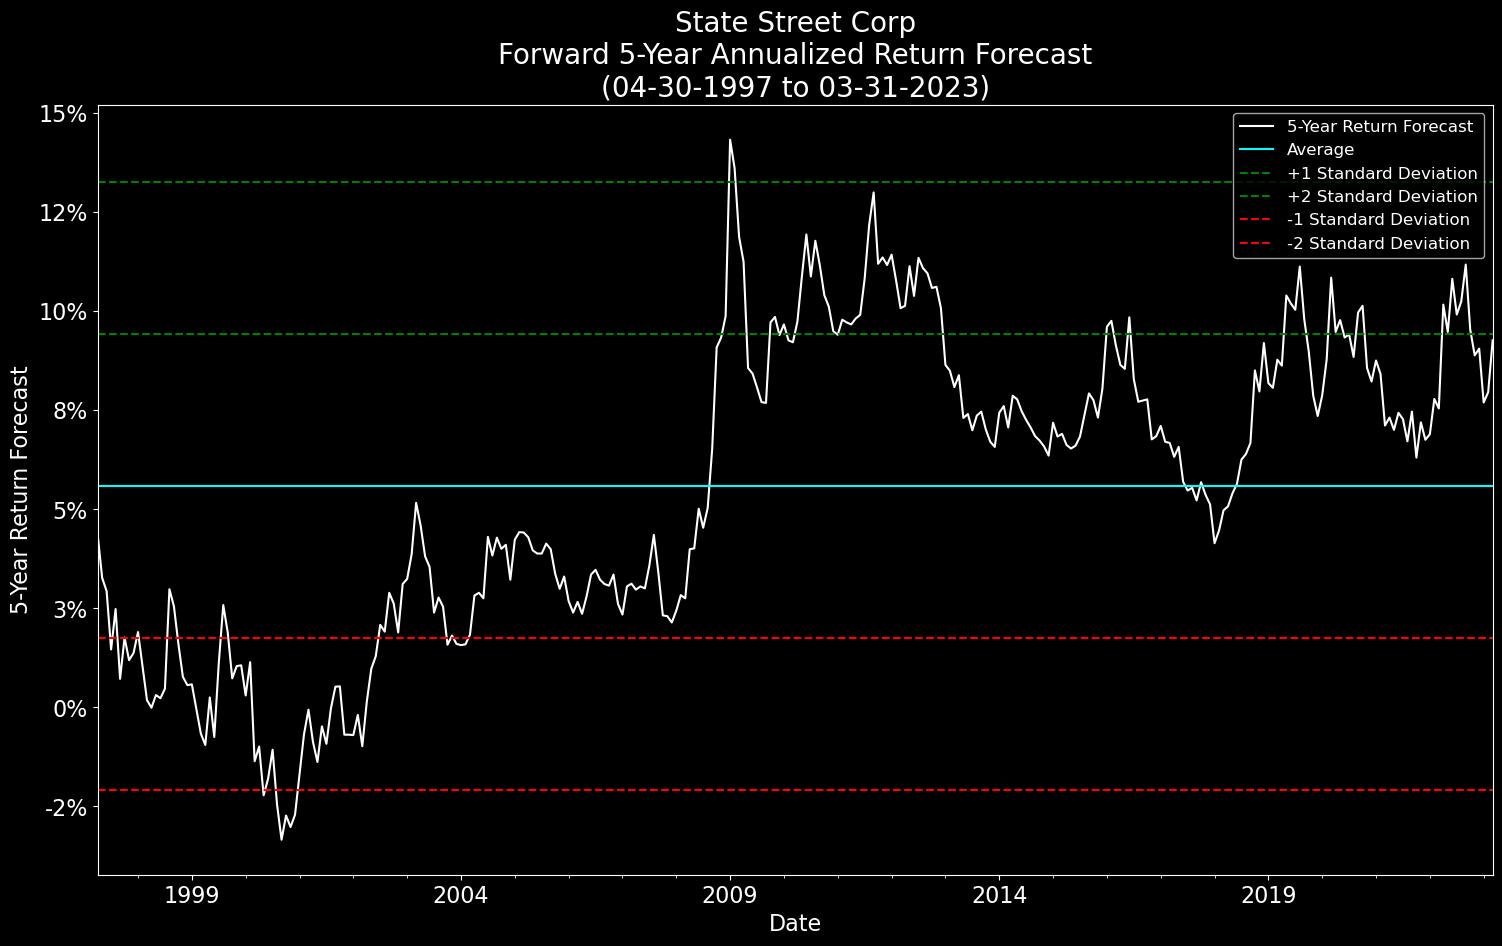 State Street Corp
Forward 5-Year Annualized Return Forecast
(04-30-1997 to 03-31-2023)
15%
12%
10%
8%
5%
3%
0%
-2%
5-Year Return Forecast
5-Year Return Forecast
Average
+1 Standard Deviation
+2 Standard Deviation
-1 Standard Deviation
-2 Standard Deviation
1999
2004
2009
2014
2019
Date